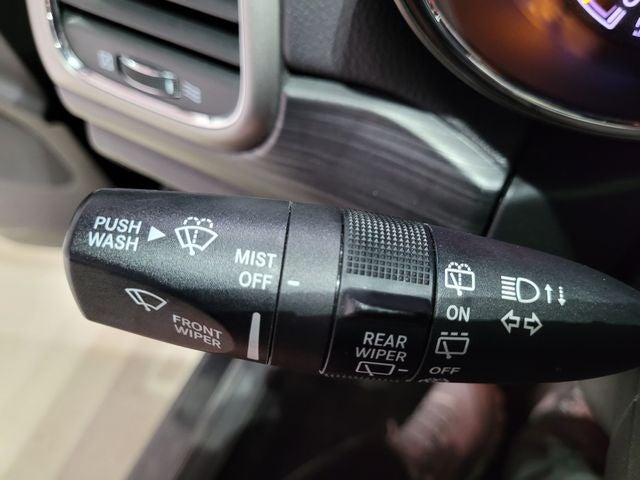 PUSH
WASH
MIST
OFF
FRONT
WIPER
REAR
WIPER
ON
OFF